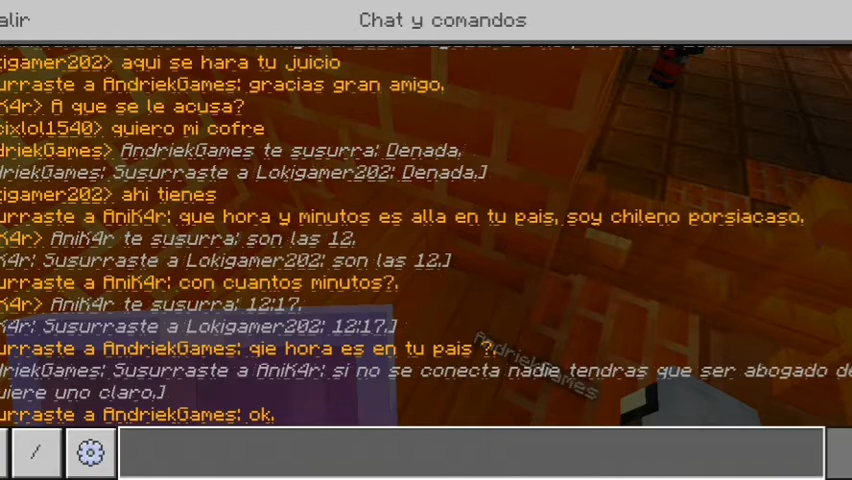 alir
Chat y comandos
igamer202> aqui se hara tu juicio
urraste a AndriekGames: gracias gran amigo.
K4r> A que se le acusa?
cixlol1540> quiero mi cofre
driekGames> AndriekGames te susurra: Denada.
driekGames: Susurraste a Lokigamer202: Denada.]
igamer202> ahi tienes
urraste a AniK4r: que hora y minutos es alla en tu pais, soy chileno porsiacaso.
K4r> AniK4r te susurra: son las 12.
K4r: Susurraste a Lokigamer202: son las 12.]
urraste a AniK4r: con cuantos minutos?.
K4r> AniK4r te susurra: 12:17.
K4r: Susurraste a Lokigamer202: 12:17.]
urraste a AndriekGames: qie hora es en tu pais ?.
driekGames: Susurraste a AniK4r: si no se conecta nadie tendras que ser abogado de
uiere uno claro.]
urraste a AndriekGames: ok.
AndriekGames
/